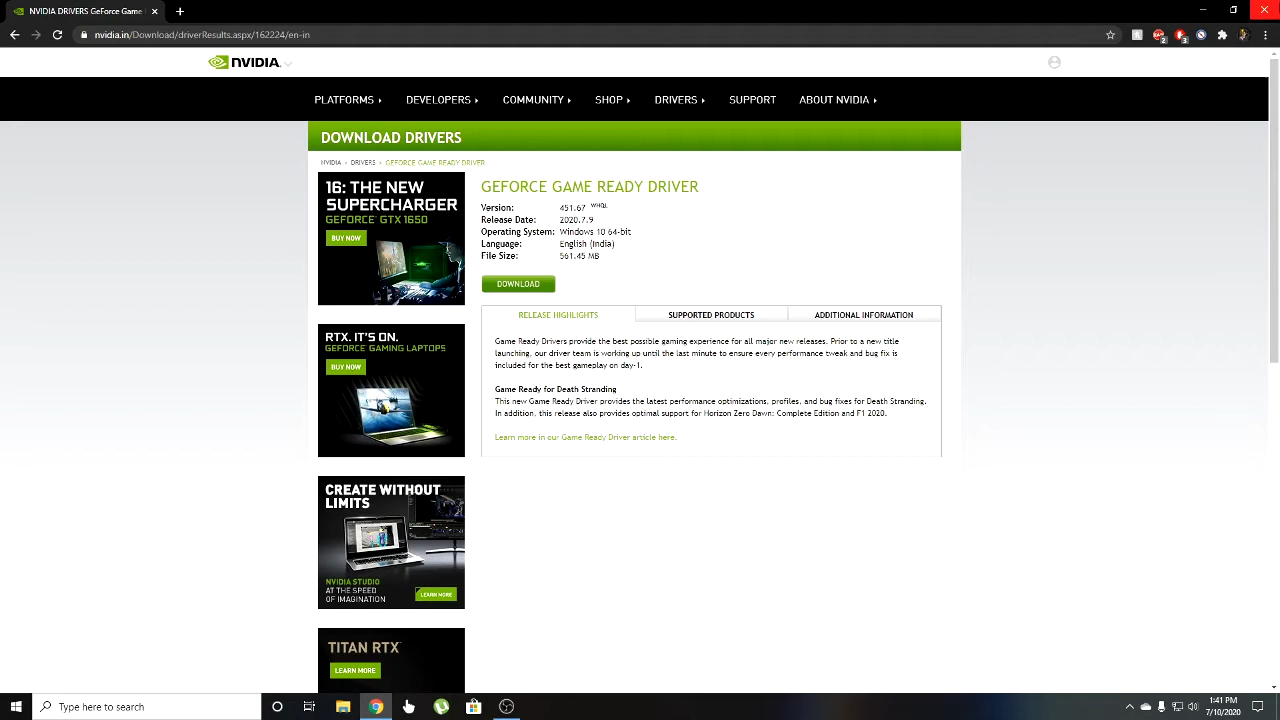 NVIDIA GEFORCE DRIVER
nvidia.in/Download/driverResults.aspx/162224/en-in
NVIDIA.
PLATFORMS DEVELOPERS COMMUNITY SHOP DRIVERS SUPPORT ABOUT NVIDIA
DOWNLOAD DRIVERS
NVIDIA > DRIVERS > GEFORCE GAME READY DRIVER
16: THE NEW
SUPERCHARGER
GEFORCE® GTX 1650
BUY NOW
GEFORCE GAME READY DRIVER
Version: 451.67 WHQL
Release Date: 2020.7.9
Operating System: Windows 10 64-bit
Language: English (India)
File Size: 561.45 MB
DOWNLOAD
RELEASE HIGHLIGHTS SUPPORTED PRODUCTS ADDITIONAL INFORMATION
Game Ready Drivers provide the best possible gaming experience for all major new releases. Prior to a new title
launching, our driver team is working up until the last minute to ensure every performance tweak and bug fix is
included for the best gameplay on day-1.
Game Ready for Death Stranding
This new Game Ready Driver provides the latest performance optimizations, profiles, and bug fixes for Death Stranding.
In addition, this release also provides optimal support for Horizon Zero Dawn: Complete Edition and F1 2020.
Learn more in our Game Ready Driver article here.
RTX. IT'S ON.
GEFORCE® GAMING LAPTOPS
BUY NOW
CREATE WITHOUT
LIMITS
NVIDIA STUDIO
AT THE SPEED
OF IMAGINATION
LEARN MORE
TITAN RTX™
LEARN MORE
Type here to search
1:41 PM
7/10/2020